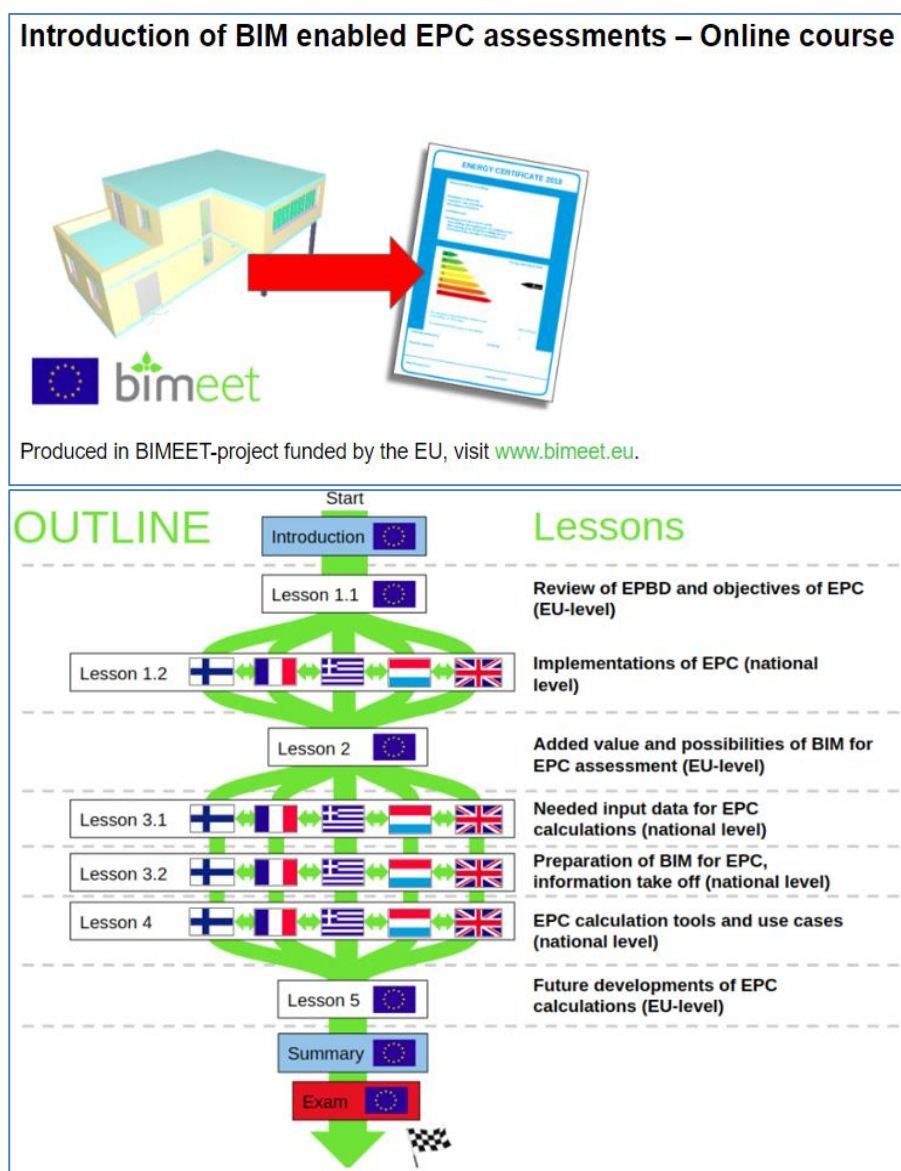 Introduction of BIM enabled EPC assessments – Online course
ENERGY CERTIFICATE 2018
bimeet
Produced in BIMEET-project funded by the EU, visit www.bimeet.eu.
Start
OUTLINE
Lessons
Introduction
Lesson 1.1
Review of EPBD and objectives of EPC
(EU-level)
Lesson 1.2
Implementations of EPC (national
level)
Lesson 2
Added value and possibilities of BIM for
EPC assessment (EU-level)
Lesson 3.1
Needed input data for EPC
calculations (national level)
Lesson 3.2
Preparation of BIM for EPC,
information take off (national level)
Lesson 4
EPC calculation tools and use cases
(national level)
Lesson 5
Future developments of EPC
calculations (EU-level)
Summary
Exam